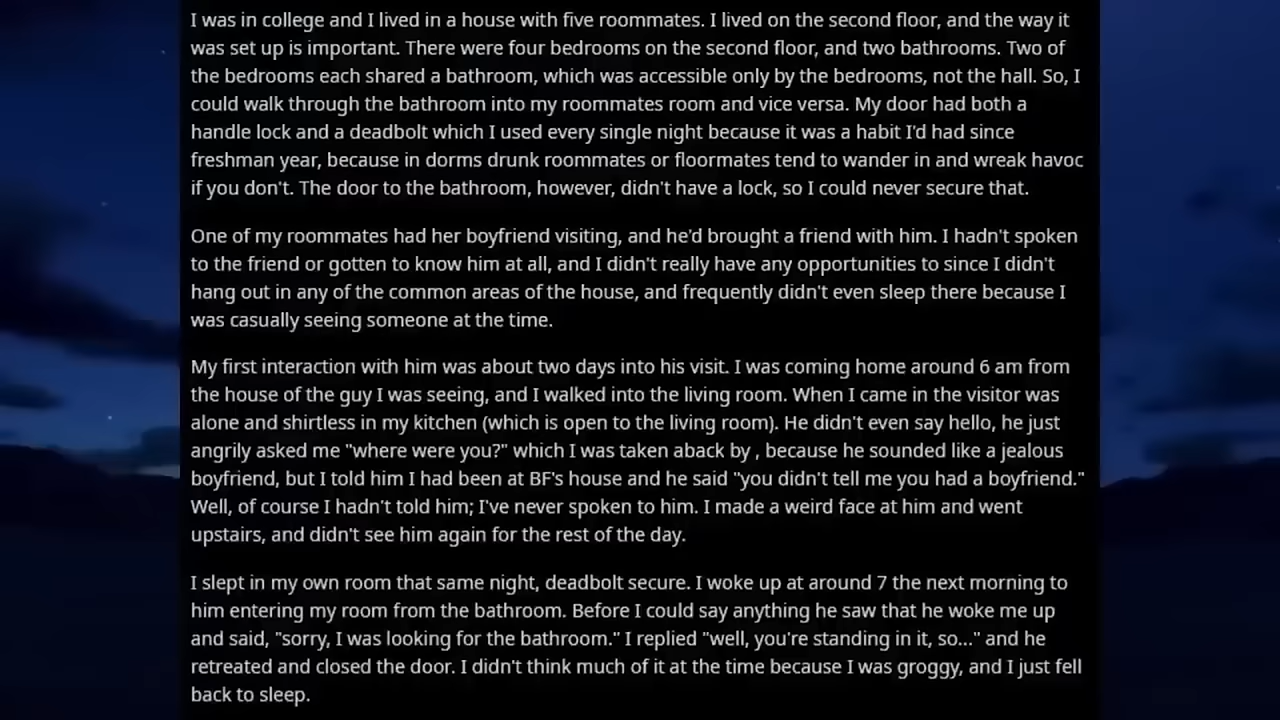 I was in college and I lived in a house with five roommates. I lived on the second floor, and the way it
was set up is important. There were four bedrooms on the second floor, and two bathrooms. Two of
the bedrooms each shared a bathroom, which was accessible only by the bedrooms, not the hall. So, I
could walk through the bathroom into my roommates room and vice versa. My door had both a
handle lock and a deadbolt which I used every single night because it was a habit I'd had since
freshman year, because in dorms drunk roommates or floormates tend to wander in and wreak havoc
if you don't. The door to the bathroom, however, didn't have a lock, so I could never secure that.
One of my roommates had her boyfriend visiting, and he'd brought a friend with him. I hadn't spoken
to the friend or gotten to know him at all, and I didn't really have any opportunities to since I didn't
hang out in any of the common areas of the house, and frequently didn't even sleep there because I
was casually seeing someone at the time.
My first interaction with him was about two days into his visit. I was coming home around 6 am from
the house of the guy I was seeing, and I walked into the living room. When I came in the visitor was
alone and shirtless in my kitchen (which is open to the living room). He didn't even say hello, he just
angrily asked me "where were you?" which I was taken aback by , because he sounded like a jealous
boyfriend, but I told him I had been at BF's house and he said "you didn't tell me you had a boyfriend."
Well, of course I hadn't told him; I've never spoken to him. I made a weird face at him and went
upstairs, and didn't see him again for the rest of the day.
I slept in my own room that same night, deadbolt secure. I woke up at around 7 the next morning to
him entering my room from the bathroom. Before I could say anything he saw that he woke me up
and said, "sorry, I was looking for the bathroom." I replied "well, you're standing in it, so..." and he
retreated and closed the door. I didn't think much of it at the time because I was groggy, and I just fell
back to sleep.